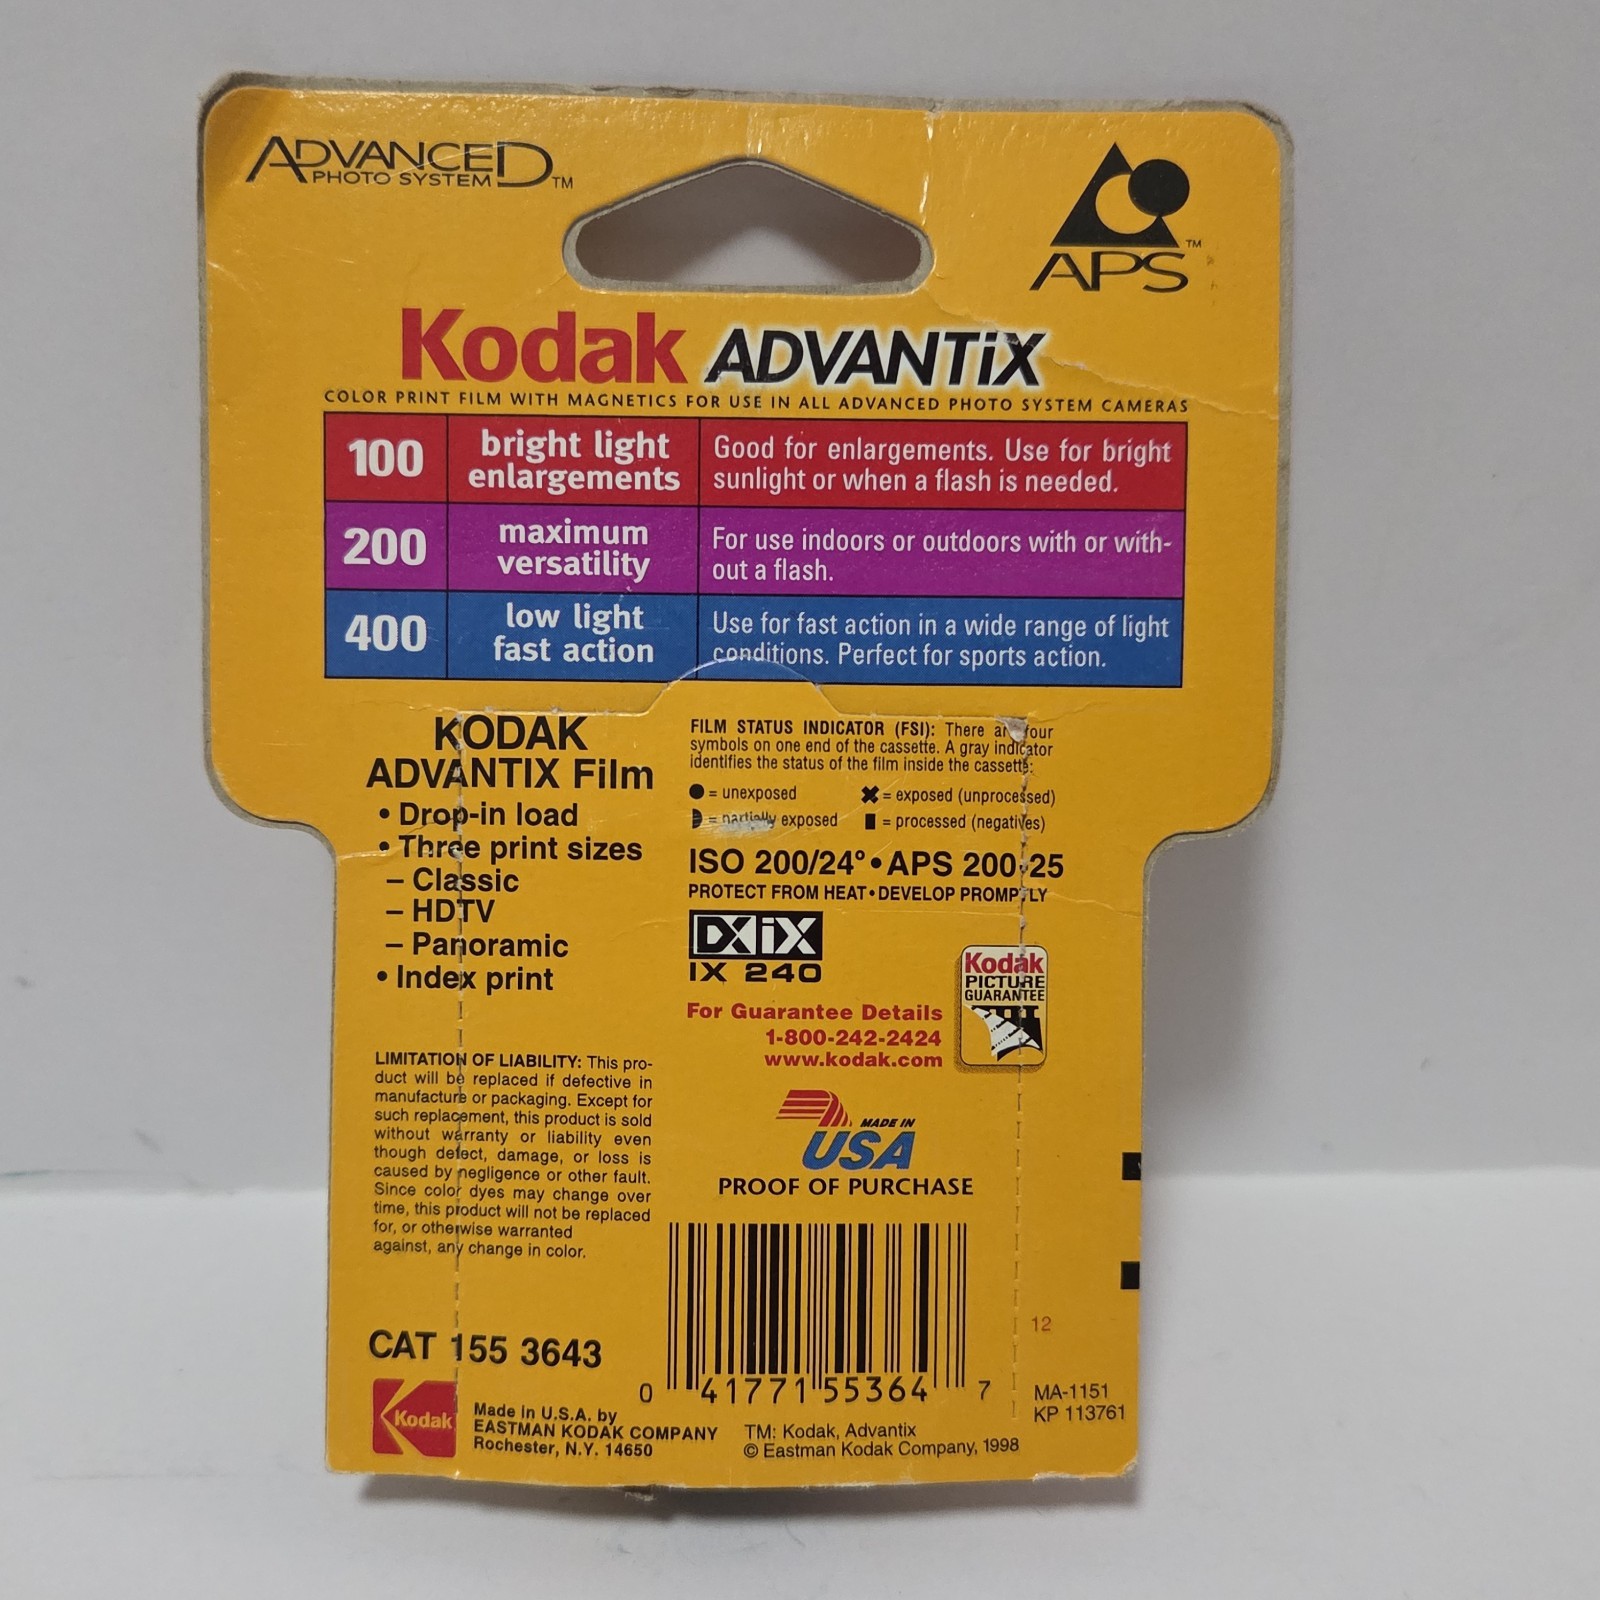 ADVANCED
PHOTO SYSTEM™
APS™
Kodak ADVANTiX
COLOR PRINT FILM WITH MAGNETICS FOR USE IN ALL ADVANCED PHOTO SYSTEM CAMERAS
100
bright light
enlargements
Good for enlargements. Use for bright
sunlight or when a flash is needed.
200
maximum
versatility
For use indoors or outdoors with or with-
out a flash.
400
low light
fast action
Use for fast action in a wide range of light
conditions. Perfect for sports action.
KODAK
ADVANTIX Film
• Drop-in load
• Three print sizes
– Classic
– HDTV
– Panoramic
• Index print
LIMITATION OF LIABILITY: This pro-
duct will be replaced if defective in
manufacture or packaging. Except for
such replacement, this product is sold
without warranty or liability even
though defect, damage, or loss is
caused by negligence or other fault.
Since color dyes may change over
time, this product will not be replaced
for, or otherwise warranted
against, any change in color.
CAT 155 3643
Kodak
Made in U.S.A. by
EASTMAN KODAK COMPANY
Rochester, N.Y. 14650
FILM STATUS INDICATOR (FSI): There are four
symbols on one end of the cassette. A gray indicator
identifies the status of the film inside the cassette:
● = unexposed
✖ = exposed (unprocessed)
◗ = partially exposed
▮ = processed (negatives)
ISO 200/24° • APS 200-25
PROTECT FROM HEAT • DEVELOP PROMPTLY
DX iX
IX 240
For Guarantee Details
1-800-242-2424
www.kodak.com
Kodak
PICTURE
GUARANTEE
MADE IN
USA
PROOF OF PURCHASE
0 41771 55364 7
TM: Kodak, Advantix
© Eastman Kodak Company, 1998
12
MA-1151
KP 113761